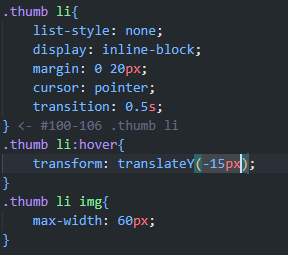 .thumb li{
    list-style: none;
    display: inline-block;
    margin: 0 20px;
    cursor: pointer;
    transition: 0.5s;
} <- #100-106 .thumb li
.thumb li:hover{
    transform: translateY(-15px);
}
.thumb li img{
    max-width: 60px;
}